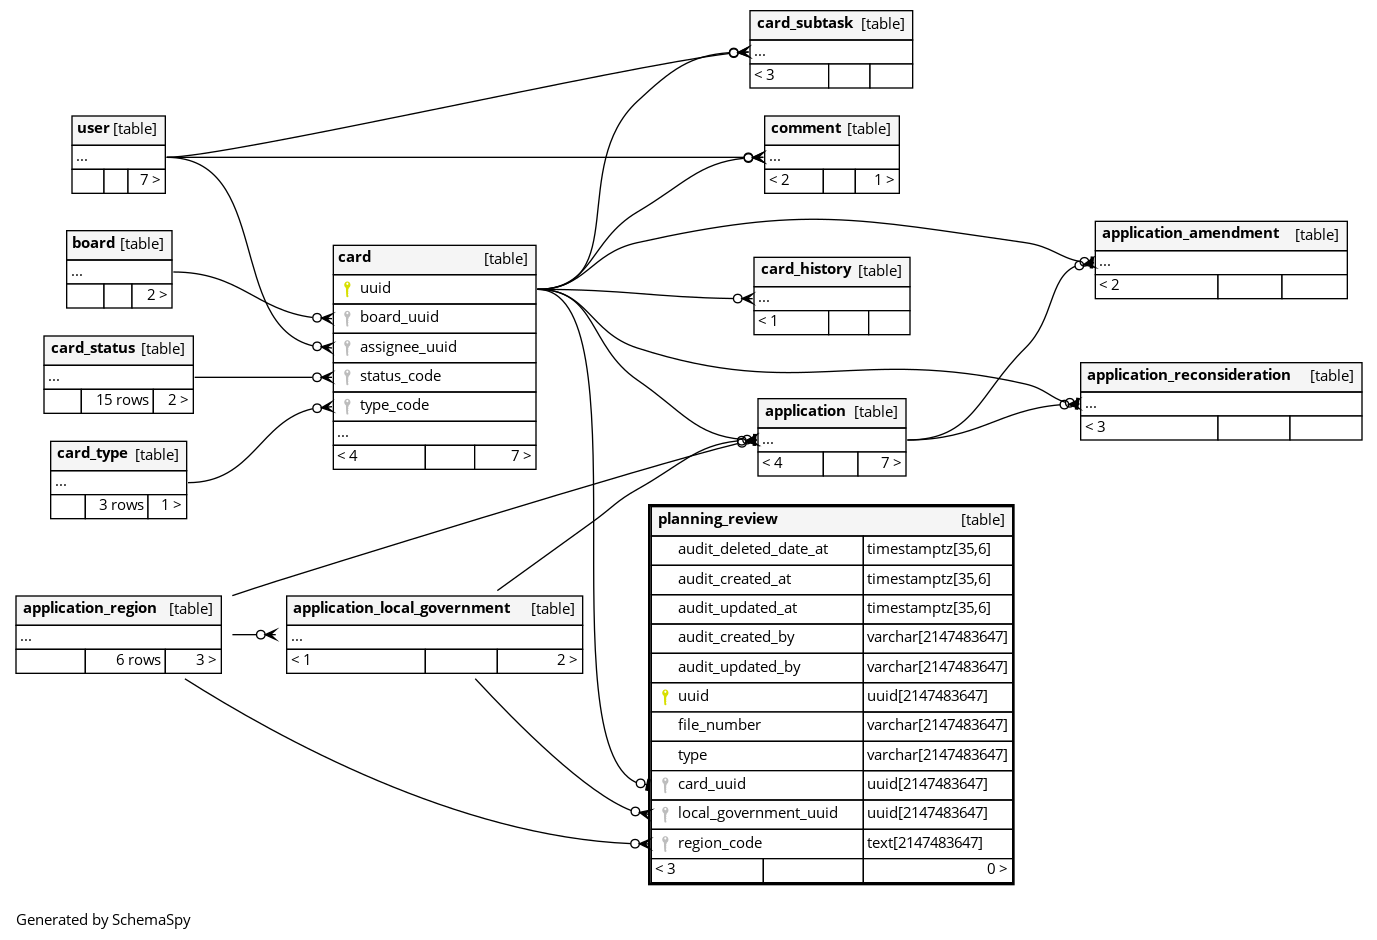 card_subtask [table]
...
< 3
user [table]
...
7 >
comment [table]
...
< 2 1 >
board [table]
...
2 >
card [table]
uuid
board_uuid
assignee_uuid
status_code
type_code
...
< 4 7 >
application_amendment [table]
...
< 2
card_history [table]
...
< 1
card_status [table]
...
15 rows 2 >
application_reconsideration [table]
...
< 3
application [table]
...
< 4 7 >
card_type [table]
...
3 rows 1 >
planning_review [table]
audit_deleted_date_at timestamptz[35,6]
audit_created_at timestamptz[35,6]
audit_updated_at timestamptz[35,6]
audit_created_by varchar[2147483647]
audit_updated_by varchar[2147483647]
uuid uuid[2147483647]
file_number varchar[2147483647]
type varchar[2147483647]
card_uuid uuid[2147483647]
local_government_uuid uuid[2147483647]
region_code text[2147483647]
< 3 0 >
application_region [table]
...
6 rows 3 >
application_local_government [table]
...
< 1 2 >
Generated by SchemaSpy